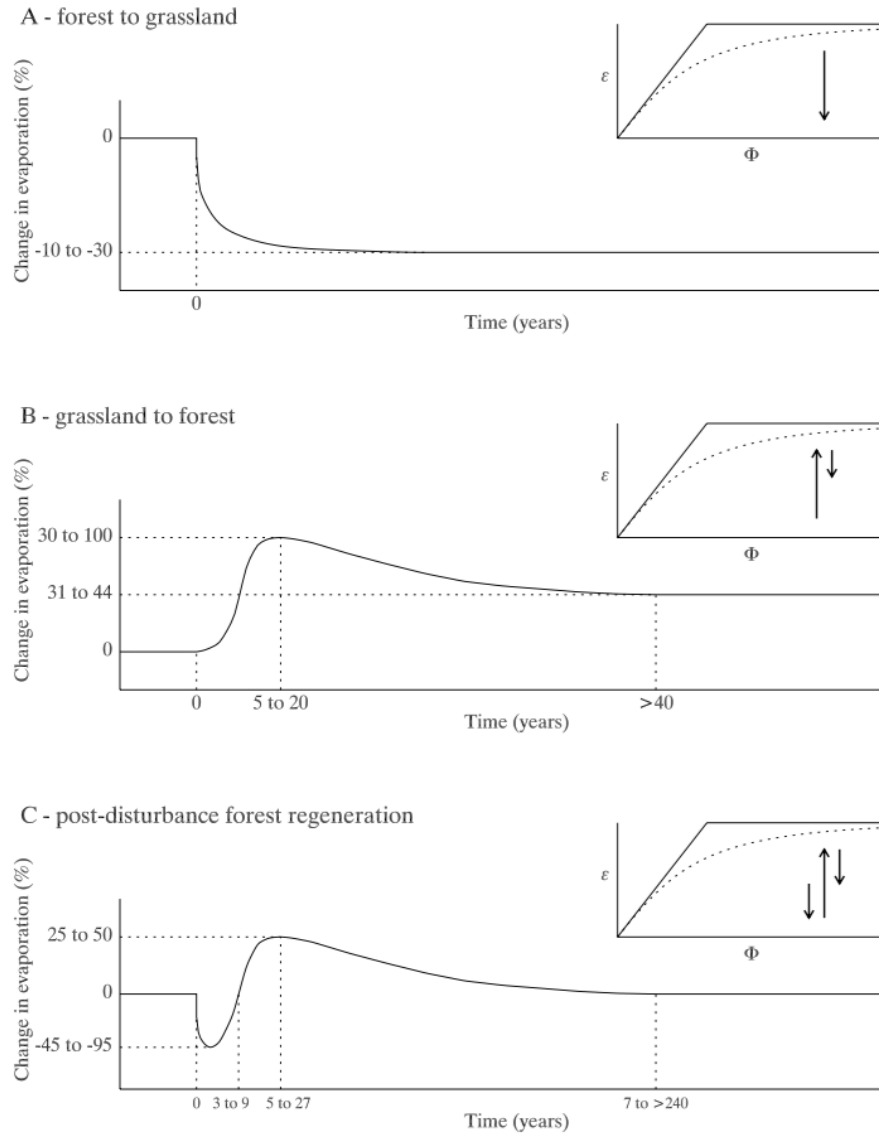 A - forest to grassland
ε
Φ
Change in evaporation (%)
0
-10 to -30
0
Time (years)
B - grassland to forest
ε
Φ
Change in evaporation (%)
30 to 100
31 to 44
0
0 5 to 20 >40
Time (years)
C - post-disturbance forest regeneration
ε
Φ
Change in evaporation (%)
25 to 50
0
-45 to -95
0 3 to 9 5 to 27 7 to >240
Time (years)